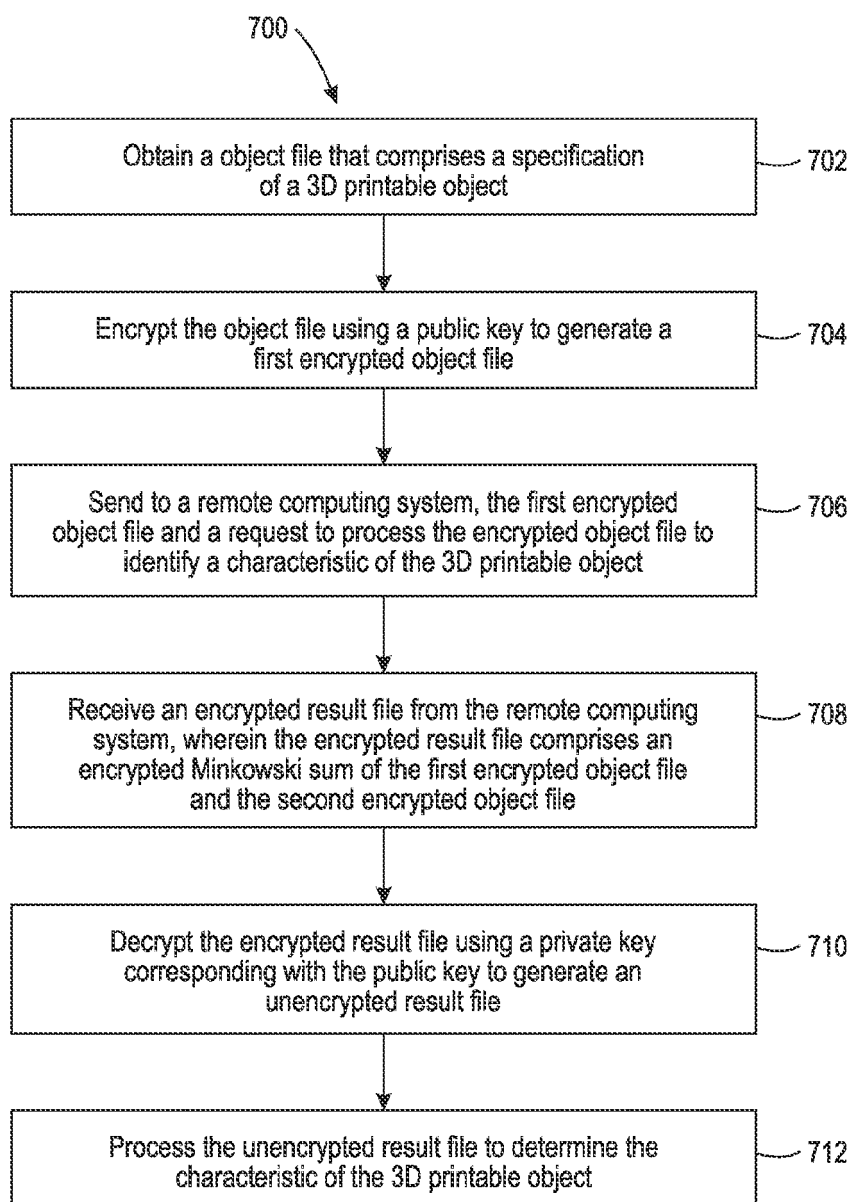 700
Obtain a object file that comprises a specification
of a 3D printable object
702
Encrypt the object file using a public key to generate a
first encrypted object file
704
Send to a remote computing system, the first encrypted
object file and a request to process the encrypted object file to
identify a characteristic of the 3D printable object
706
Receive an encrypted result file from the remote computing
system, wherein the encrypted result file comprises an
encrypted Minkowski sum of the first encrypted object file
and the second encrypted object file
708
Decrypt the encrypted result file using a private key
corresponding with the public key to generate an
unencrypted result file
710
Process the unencrypted result file to determine the
characteristic of the 3D printable object
712